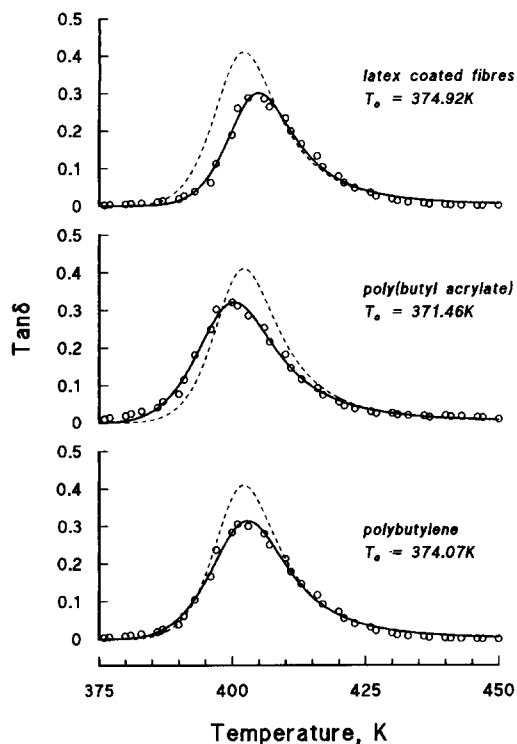 0.5
0.4
0.3
0.2
0.1
0
latex coated fibres
Tₒ = 374.92K
0.5
0.4
0.3
0.2
0.1
0
poly(butyl acrylate)
Tₒ = 371.46K
Tanδ
0.5
0.4
0.3
0.2
0.1
0
polybutylene
Tₒ = 374.07K
375
400
425
450
Temperature, K